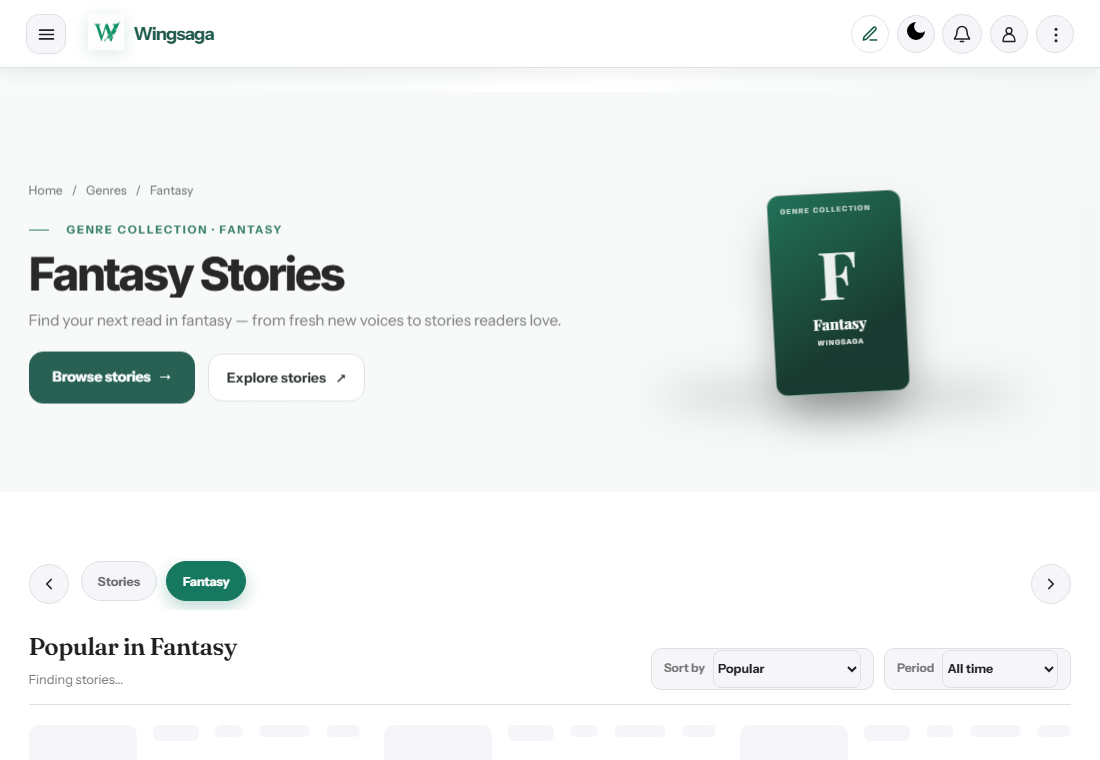 Wingsaga
Home / Genres / Fantasy
GENRE COLLECTION · FANTASY
Fantasy Stories
Find your next read in fantasy — from fresh new voices to stories readers love.
Browse stories →
Explore stories ↗
GENRE COLLECTION
F
Fantasy
WINGSAGA
Stories
Fantasy
Popular in Fantasy
Finding stories...
Sort by Popular
Period All time